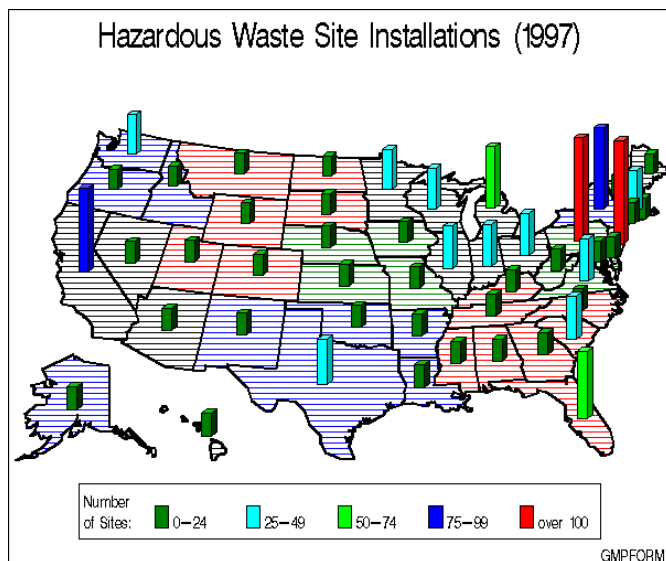 Hazardous Waste Site Installations (1997)
Number
of Sites: 0-24 25-49 50-74 75-99 over 100
GMPFORM